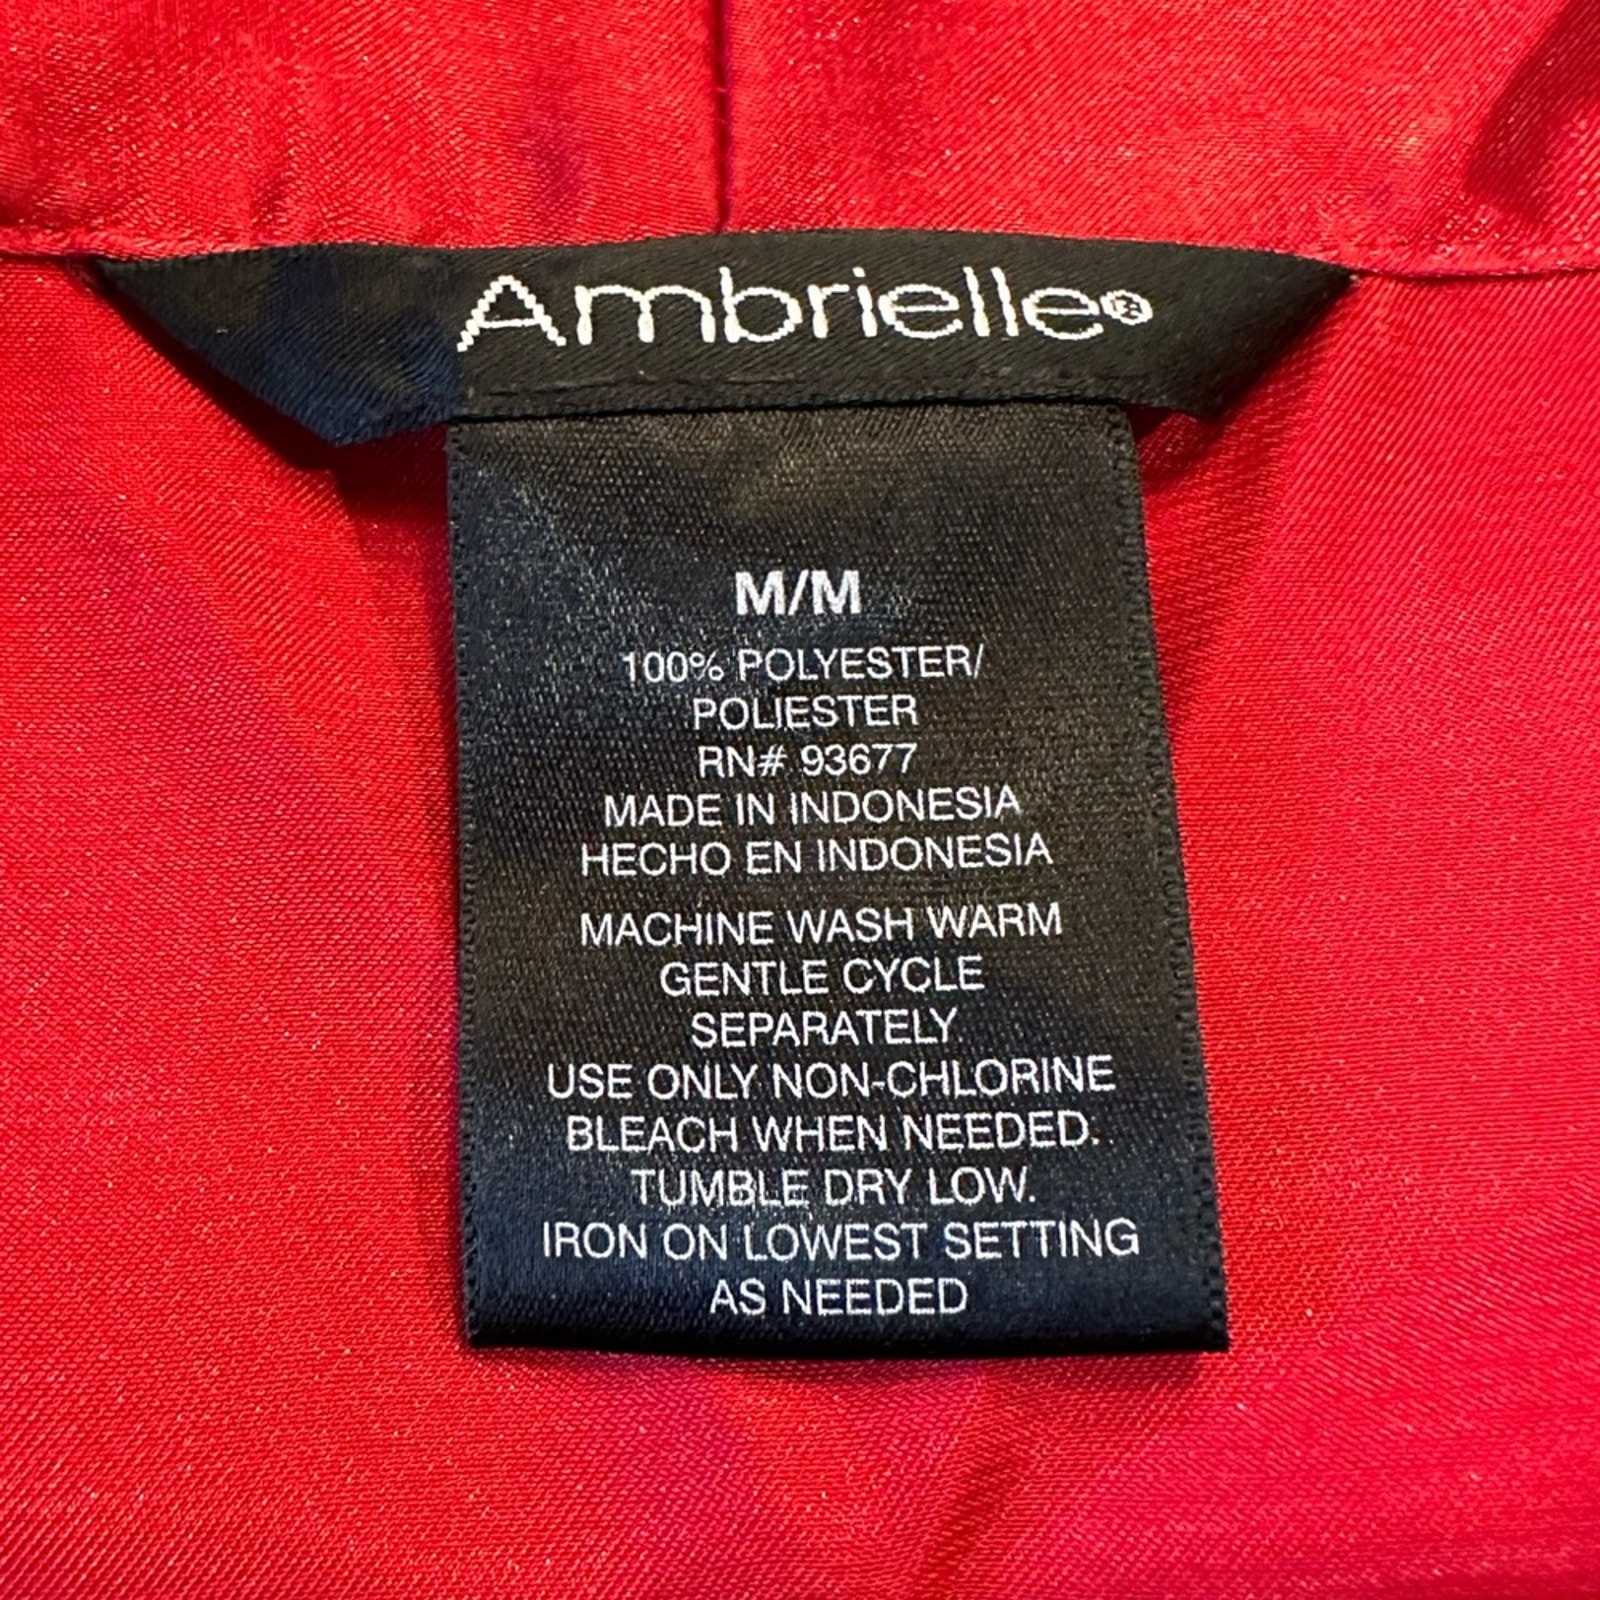 Ambrielle®
M/M
100% POLYESTER/
POLIESTER
RN# 93677
MADE IN INDONESIA
HECHO EN INDONESIA
MACHINE WASH WARM
GENTLE CYCLE
SEPARATELY
USE ONLY NON-CHLORINE
BLEACH WHEN NEEDED.
TUMBLE DRY LOW.
IRON ON LOWEST SETTING
AS NEEDED